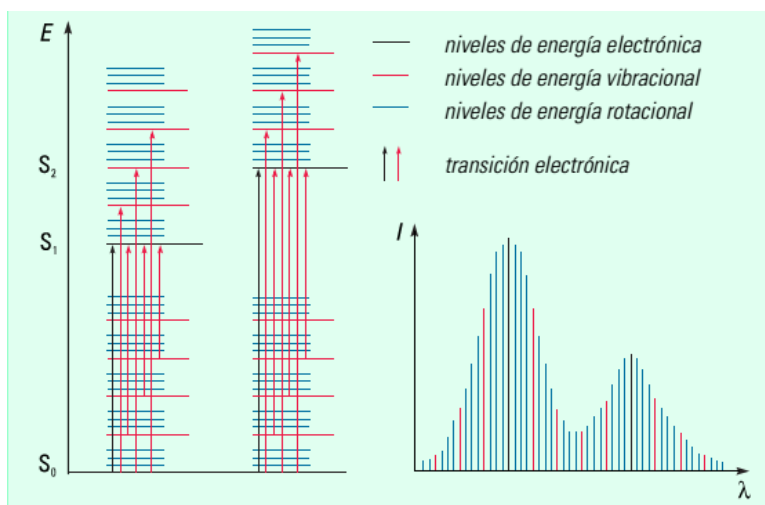 E
niveles de energía electrónica
niveles de energía vibracional
niveles de energía rotacional
transición electrónica
S₂
S₁
S₀
I
λ